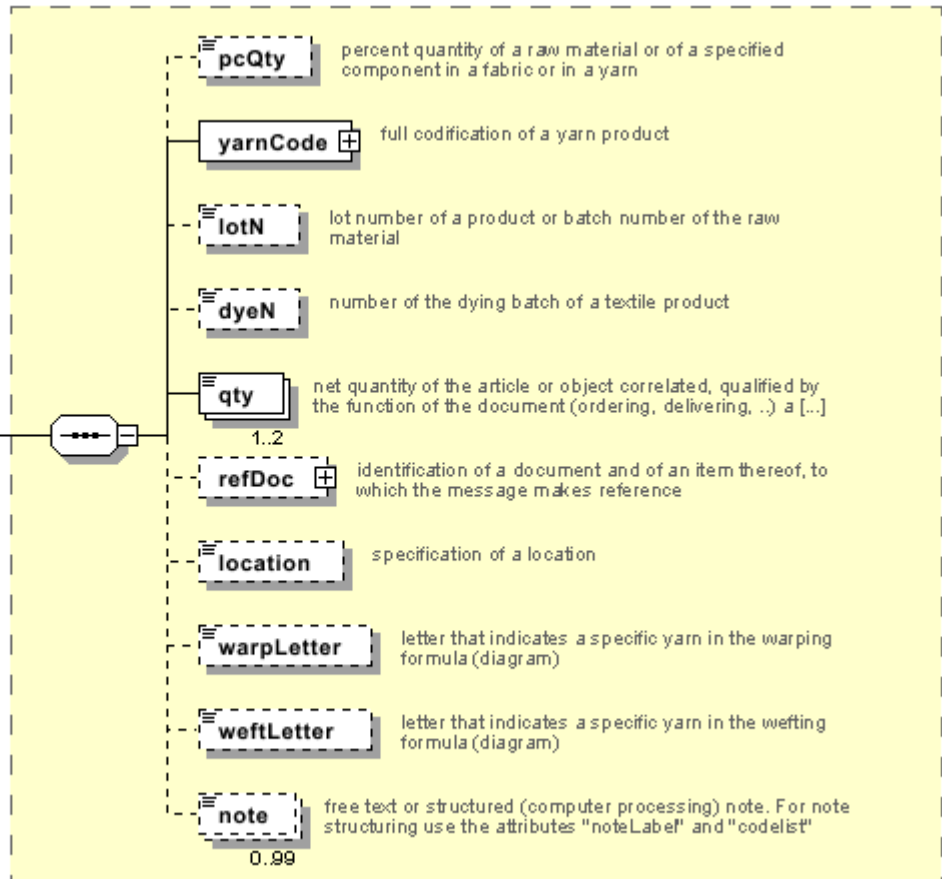 pcQty
percent quantity of a raw material or of a specified
component in a fabric or in a yarn
yarnCode
full codification of a yarn product
lotN
lot number of a product or batch number of the raw
material
dyeN
number of the dying batch of a textile product
qty
net quantity of the article or object correlated, qualified by
the function of the document (ordering, delivering, ..) a [...]
1..2
refDoc
identification of a document and of an item thereof, to
which the message makes reference
location
specification of a location
warpLetter
letter that indicates a specific yarn in the warping
formula (diagram)
weftLetter
letter that indicates a specific yarn in the wefting
formula (diagram)
note
free text or structured (computer processing) note. For note
structuring use the attributes "noteLabel" and "codelist"
0..99